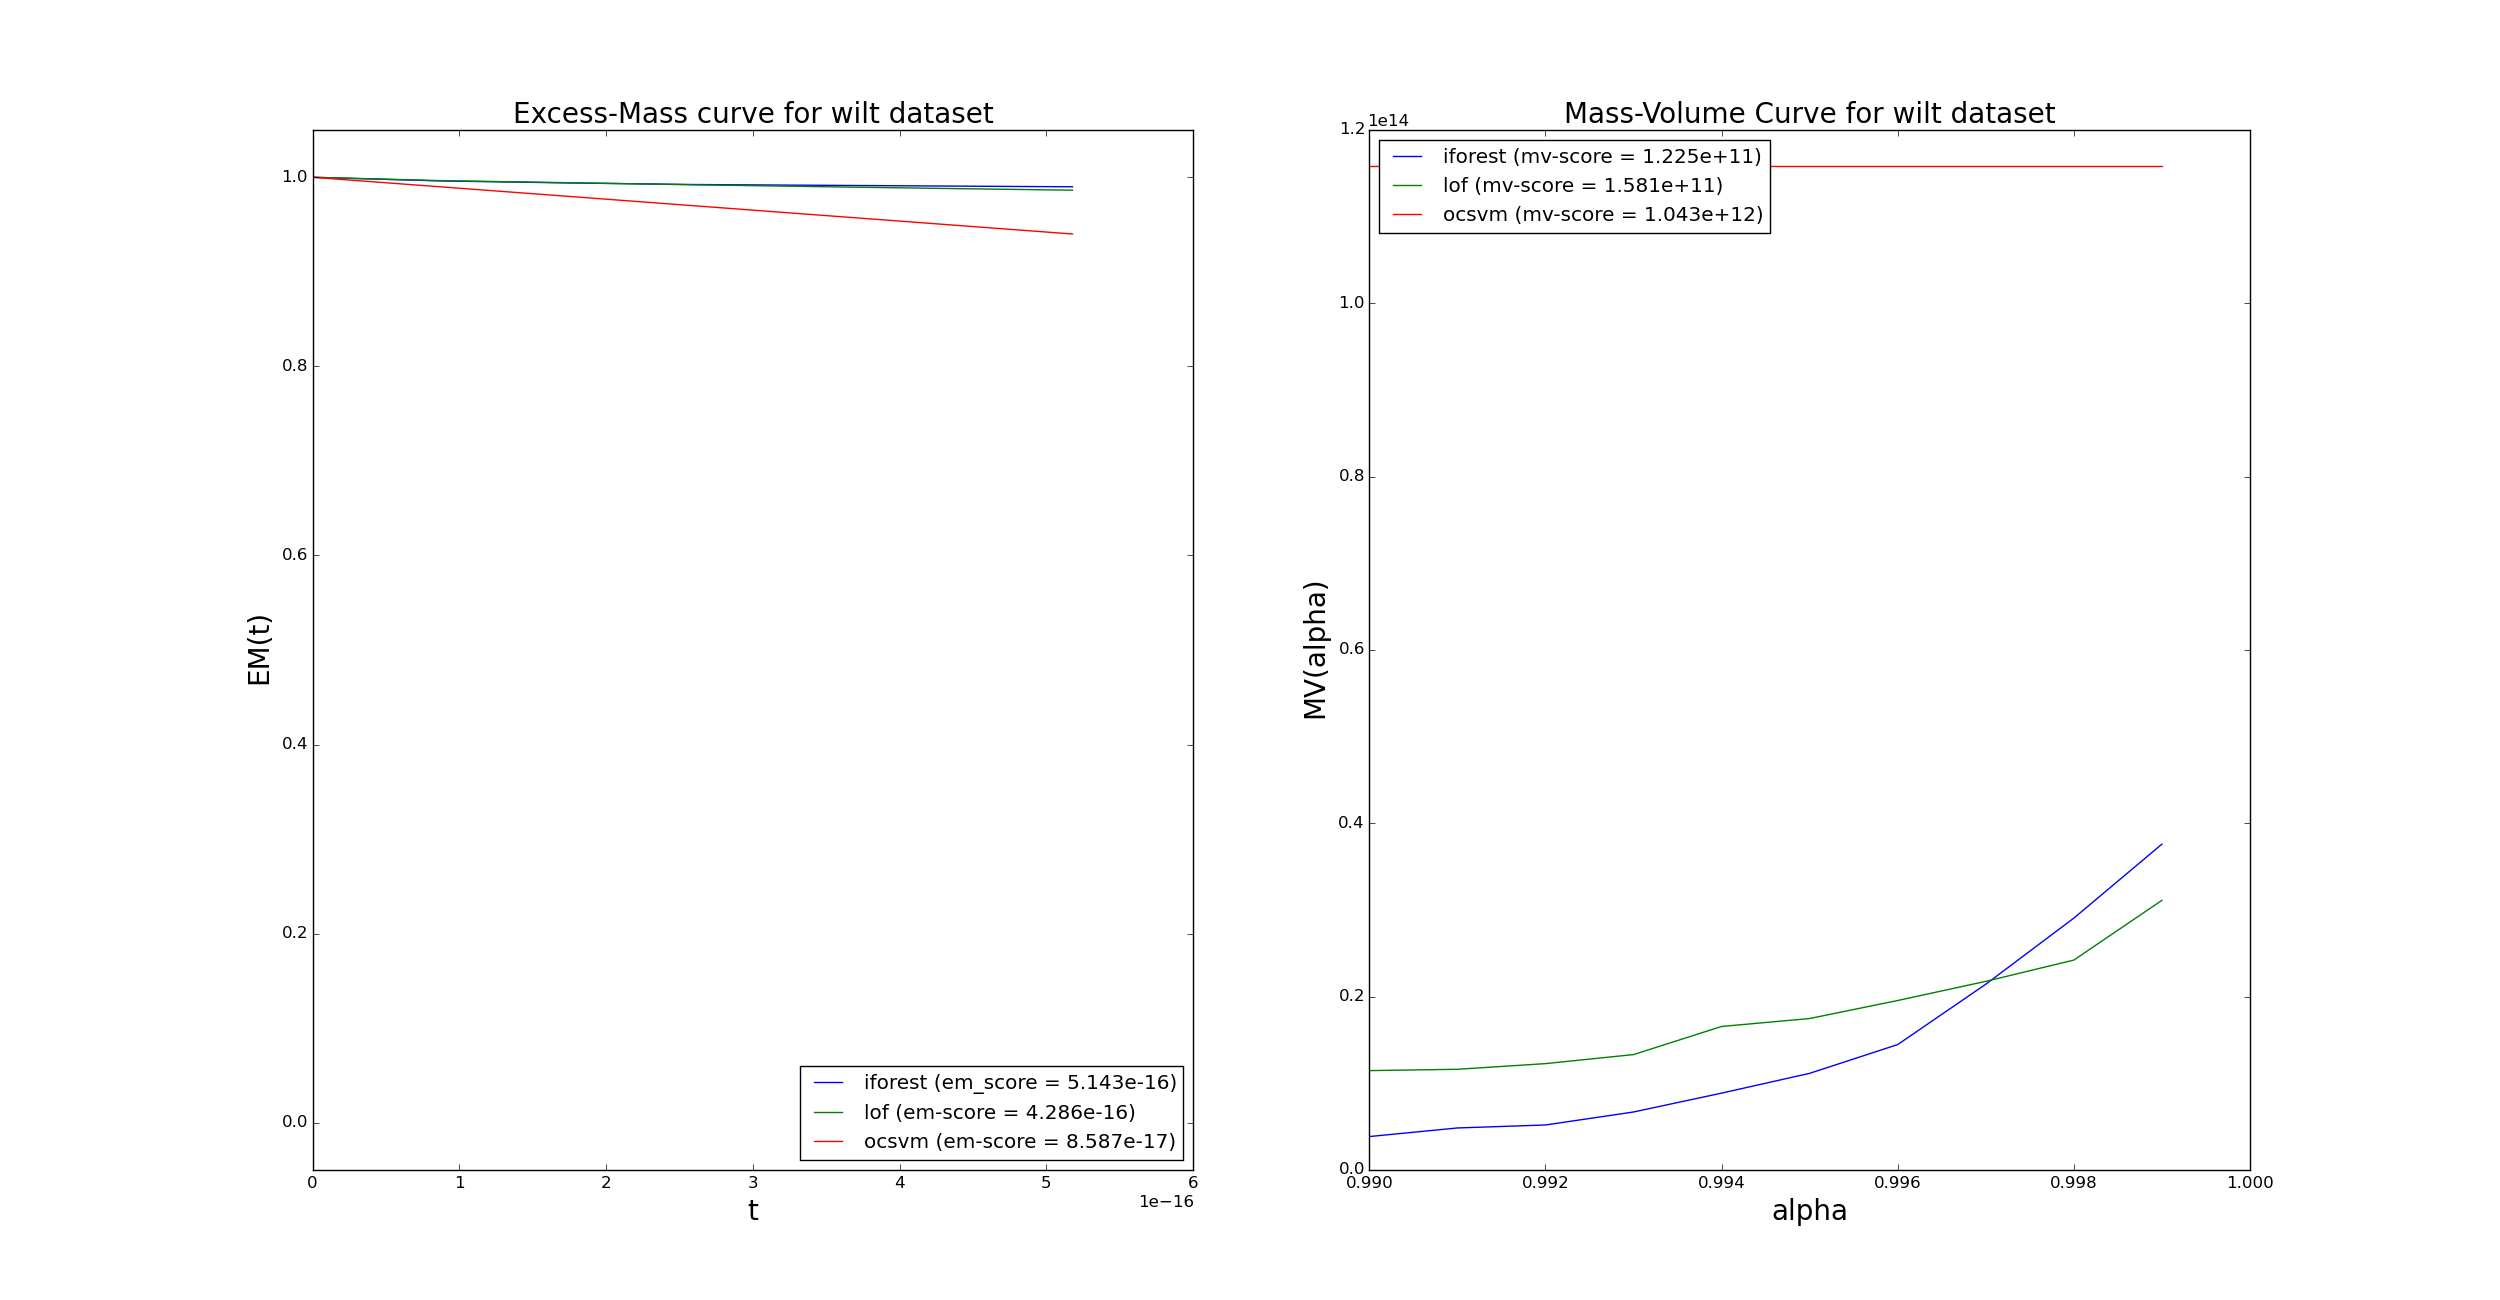 Excess-Mass curve for wilt dataset
1.0
0.8
0.6
0.4
0.2
0.0
EM(t)
iforest (em_score = 5.143e-16)
lof (em-score = 4.286e-16)
ocsvm (em-score = 8.587e-17)
0 1 2 3 4 5 6
1e−16
t
Mass-Volume Curve for wilt dataset
1e14
1.2
1.0
0.8
0.6
0.4
0.2
0.0
MV(alpha)
iforest (mv-score = 1.225e+11)
lof (mv-score = 1.581e+11)
ocsvm (mv-score = 1.043e+12)
0.990 0.992 0.994 0.996 0.998 1.000
alpha